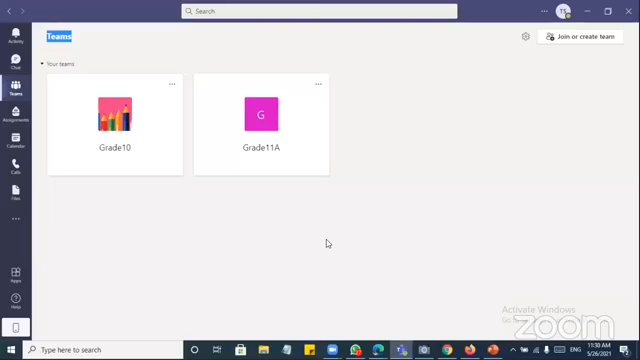 Search
TS
Activity
Chat
Teams
Assignments
Calendar
Calls
Files
Apps
Help
Teams
Join or create team
Your teams
Grade10
G
Grade11A
Activate Windows
zoom
Type here to search
ENG
11:30 AM
5/26/2021